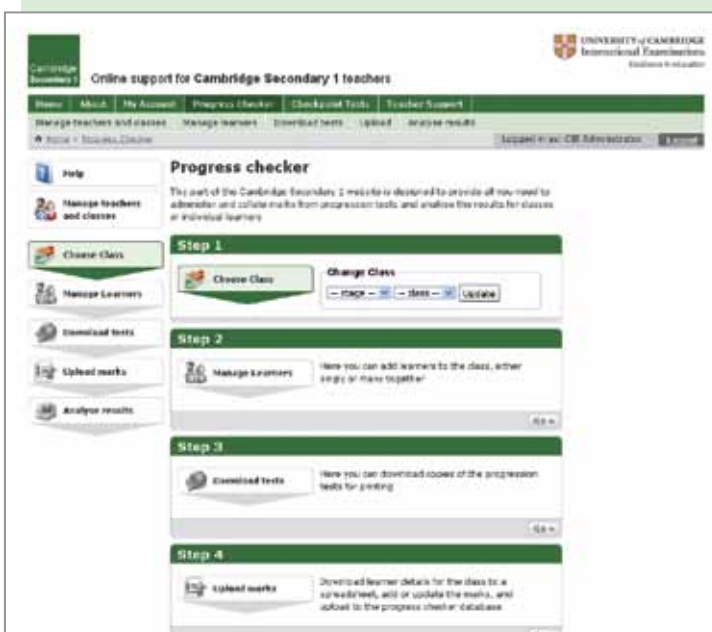 Cambridge
Secondary 1
Online support for Cambridge Secondary 1 teachers
UNIVERSITY of CAMBRIDGE
International Examinations
Excellence in education
Home About My Account Progress Checker Checkpoint Tests Teacher Support
Manage teachers and classes Manage learners Download tests Upload Analyse results
Home > Progress Checker
Logged in as: CIE Administrator
Help
Manage teachers
and classes
Choose Class
Manage Learners
Download tests
Upload marks
Analyse results
Progress checker
This part of the Cambridge Secondary 1 website is designed to provide all you need to
administer and collate marks from progression tests and analyse the results for classes
or individual learners
Step 1
Choose Class
Change Class
-- stage -- -- class -- Update
Step 2
Manage Learners
Here you can add learners to the class, either
singly or many together
Go »
Step 3
Download tests
Here you can download copies of the progression
tests for printing
Go »
Step 4
Upload marks
Download learner details for the class to a
spreadsheet, add or update the marks, and
upload to the progress checker database